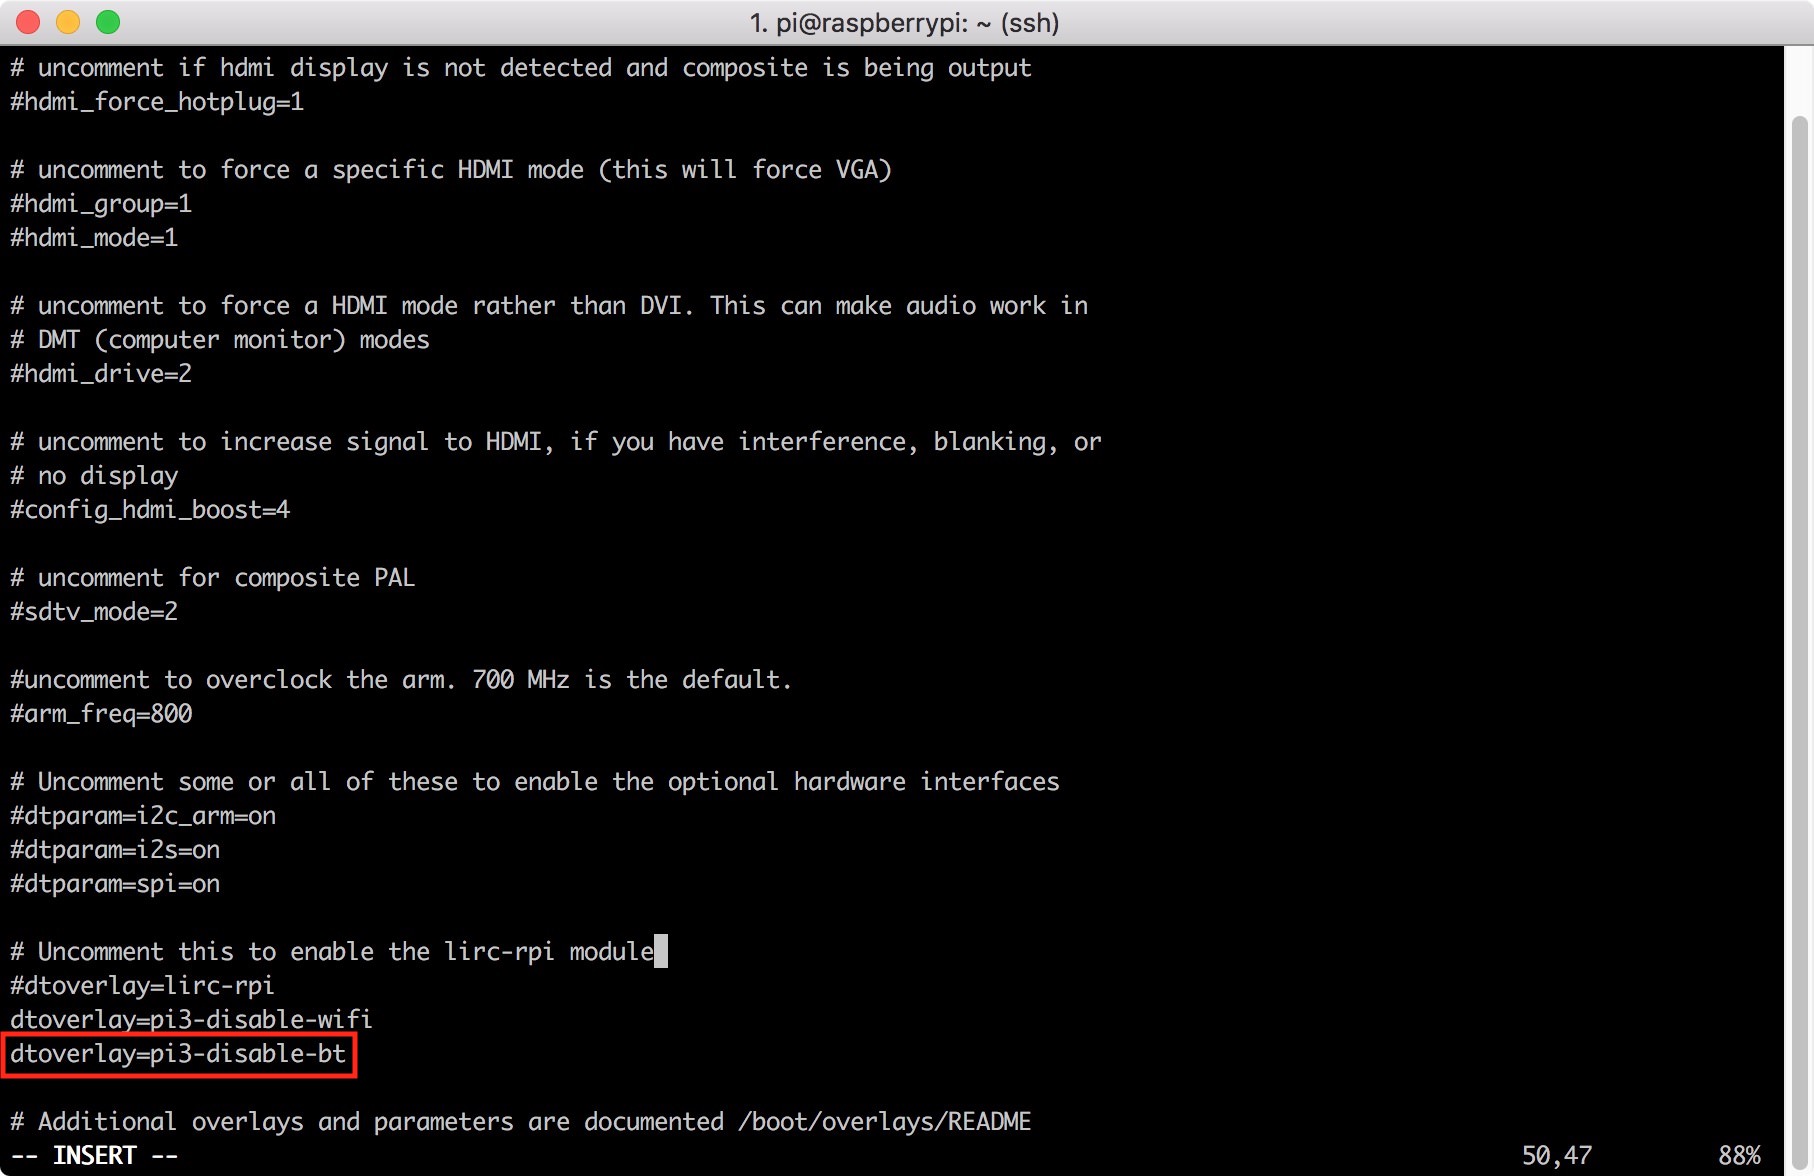 1. pi@raspberrypi: ~ (ssh)
# uncomment if hdmi display is not detected and composite is being output
#hdmi_force_hotplug=1
# uncomment to force a specific HDMI mode (this will force VGA)
#hdmi_group=1
#hdmi_mode=1
# uncomment to force a HDMI mode rather than DVI. This can make audio work in
# DMT (computer monitor) modes
#hdmi_drive=2
# uncomment to increase signal to HDMI, if you have interference, blanking, or
# no display
#config_hdmi_boost=4
# uncomment for composite PAL
#sdtv_mode=2
#uncomment to overclock the arm. 700 MHz is the default.
#arm_freq=800
# Uncomment some or all of these to enable the optional hardware interfaces
#dtparam=i2c_arm=on
#dtparam=i2s=on
#dtparam=spi=on
# Uncomment this to enable the lirc-rpi module
#dtoverlay=lirc-rpi
dtoverlay=pi3-disable-wifi
dtoverlay=pi3-disable-bt
# Additional overlays and parameters are documented /boot/overlays/README
-- INSERT -- 50,47 88%